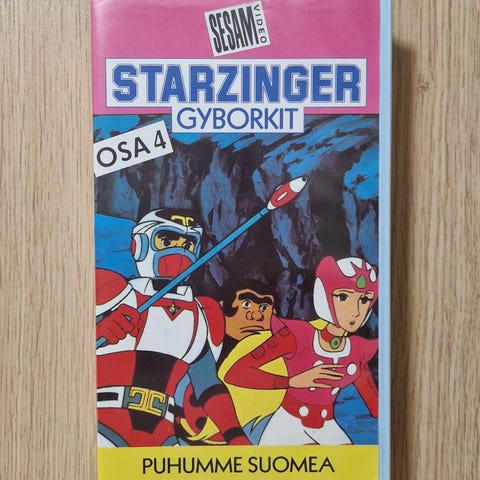 SESAM
VIDEO
STARZINGER
GYBORKIT
OSA 4
PUHUMME SUOMEA